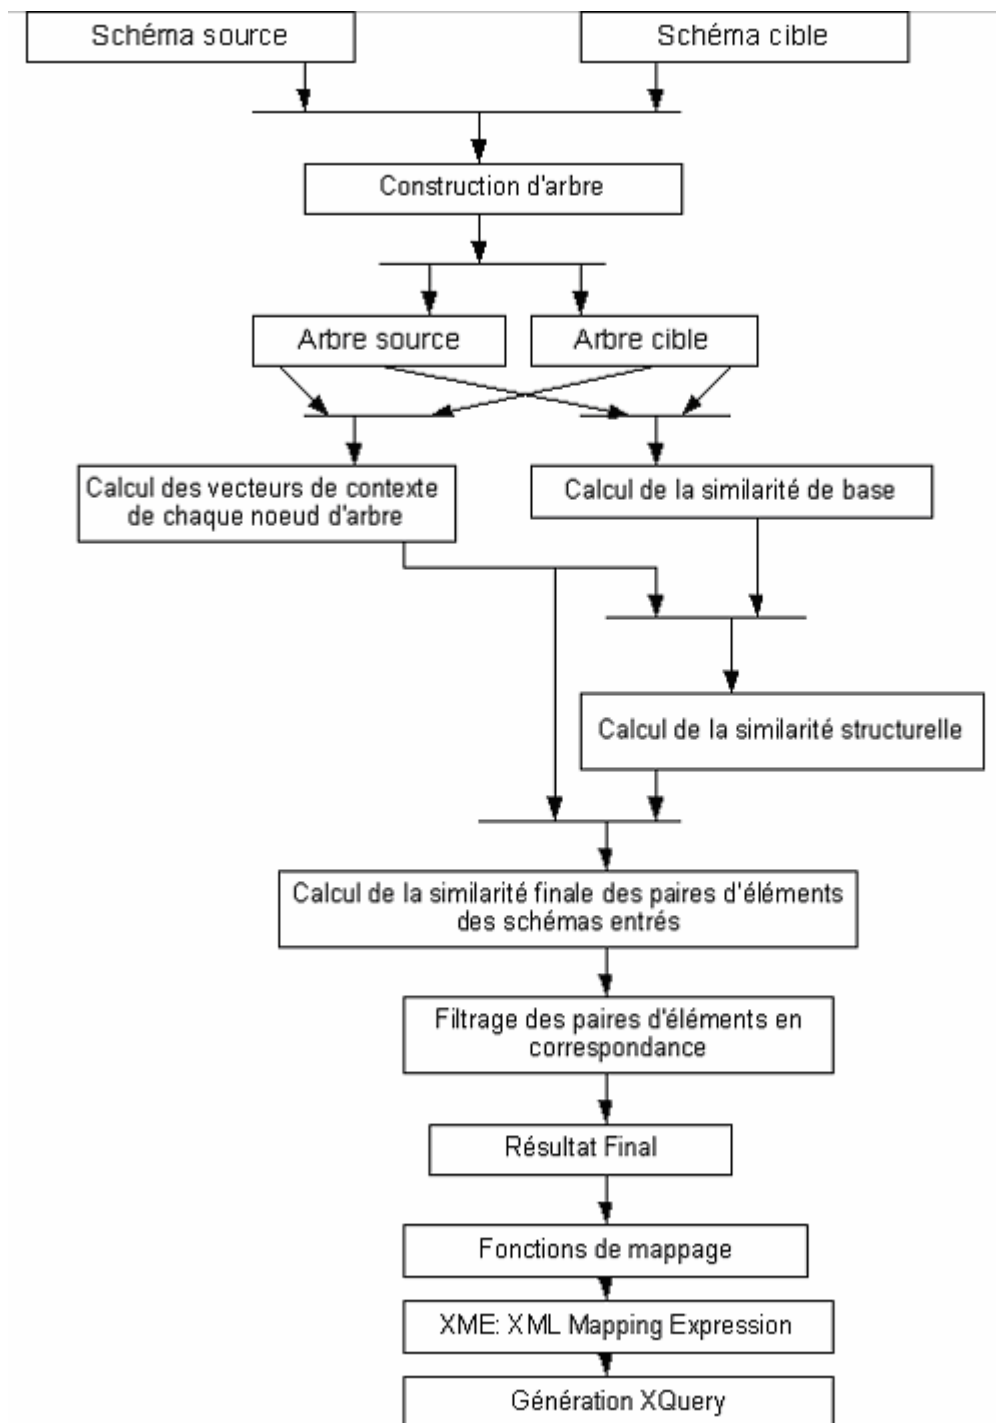 Schéma source
Schéma cible
Construction d'arbre
Arbre source
Arbre cible
Calcul des vecteurs de contexte
de chaque noeud d'arbre
Calcul de la similarité de base
Calcul de la similarité structurelle
Calcul de la similarité finale des paires d'éléments
des schémas entrés
Filtrage des paires d'éléments en
correspondance
Résultat Final
Fonctions de mappage
XME: XML Mapping Expression
Génération XQuery